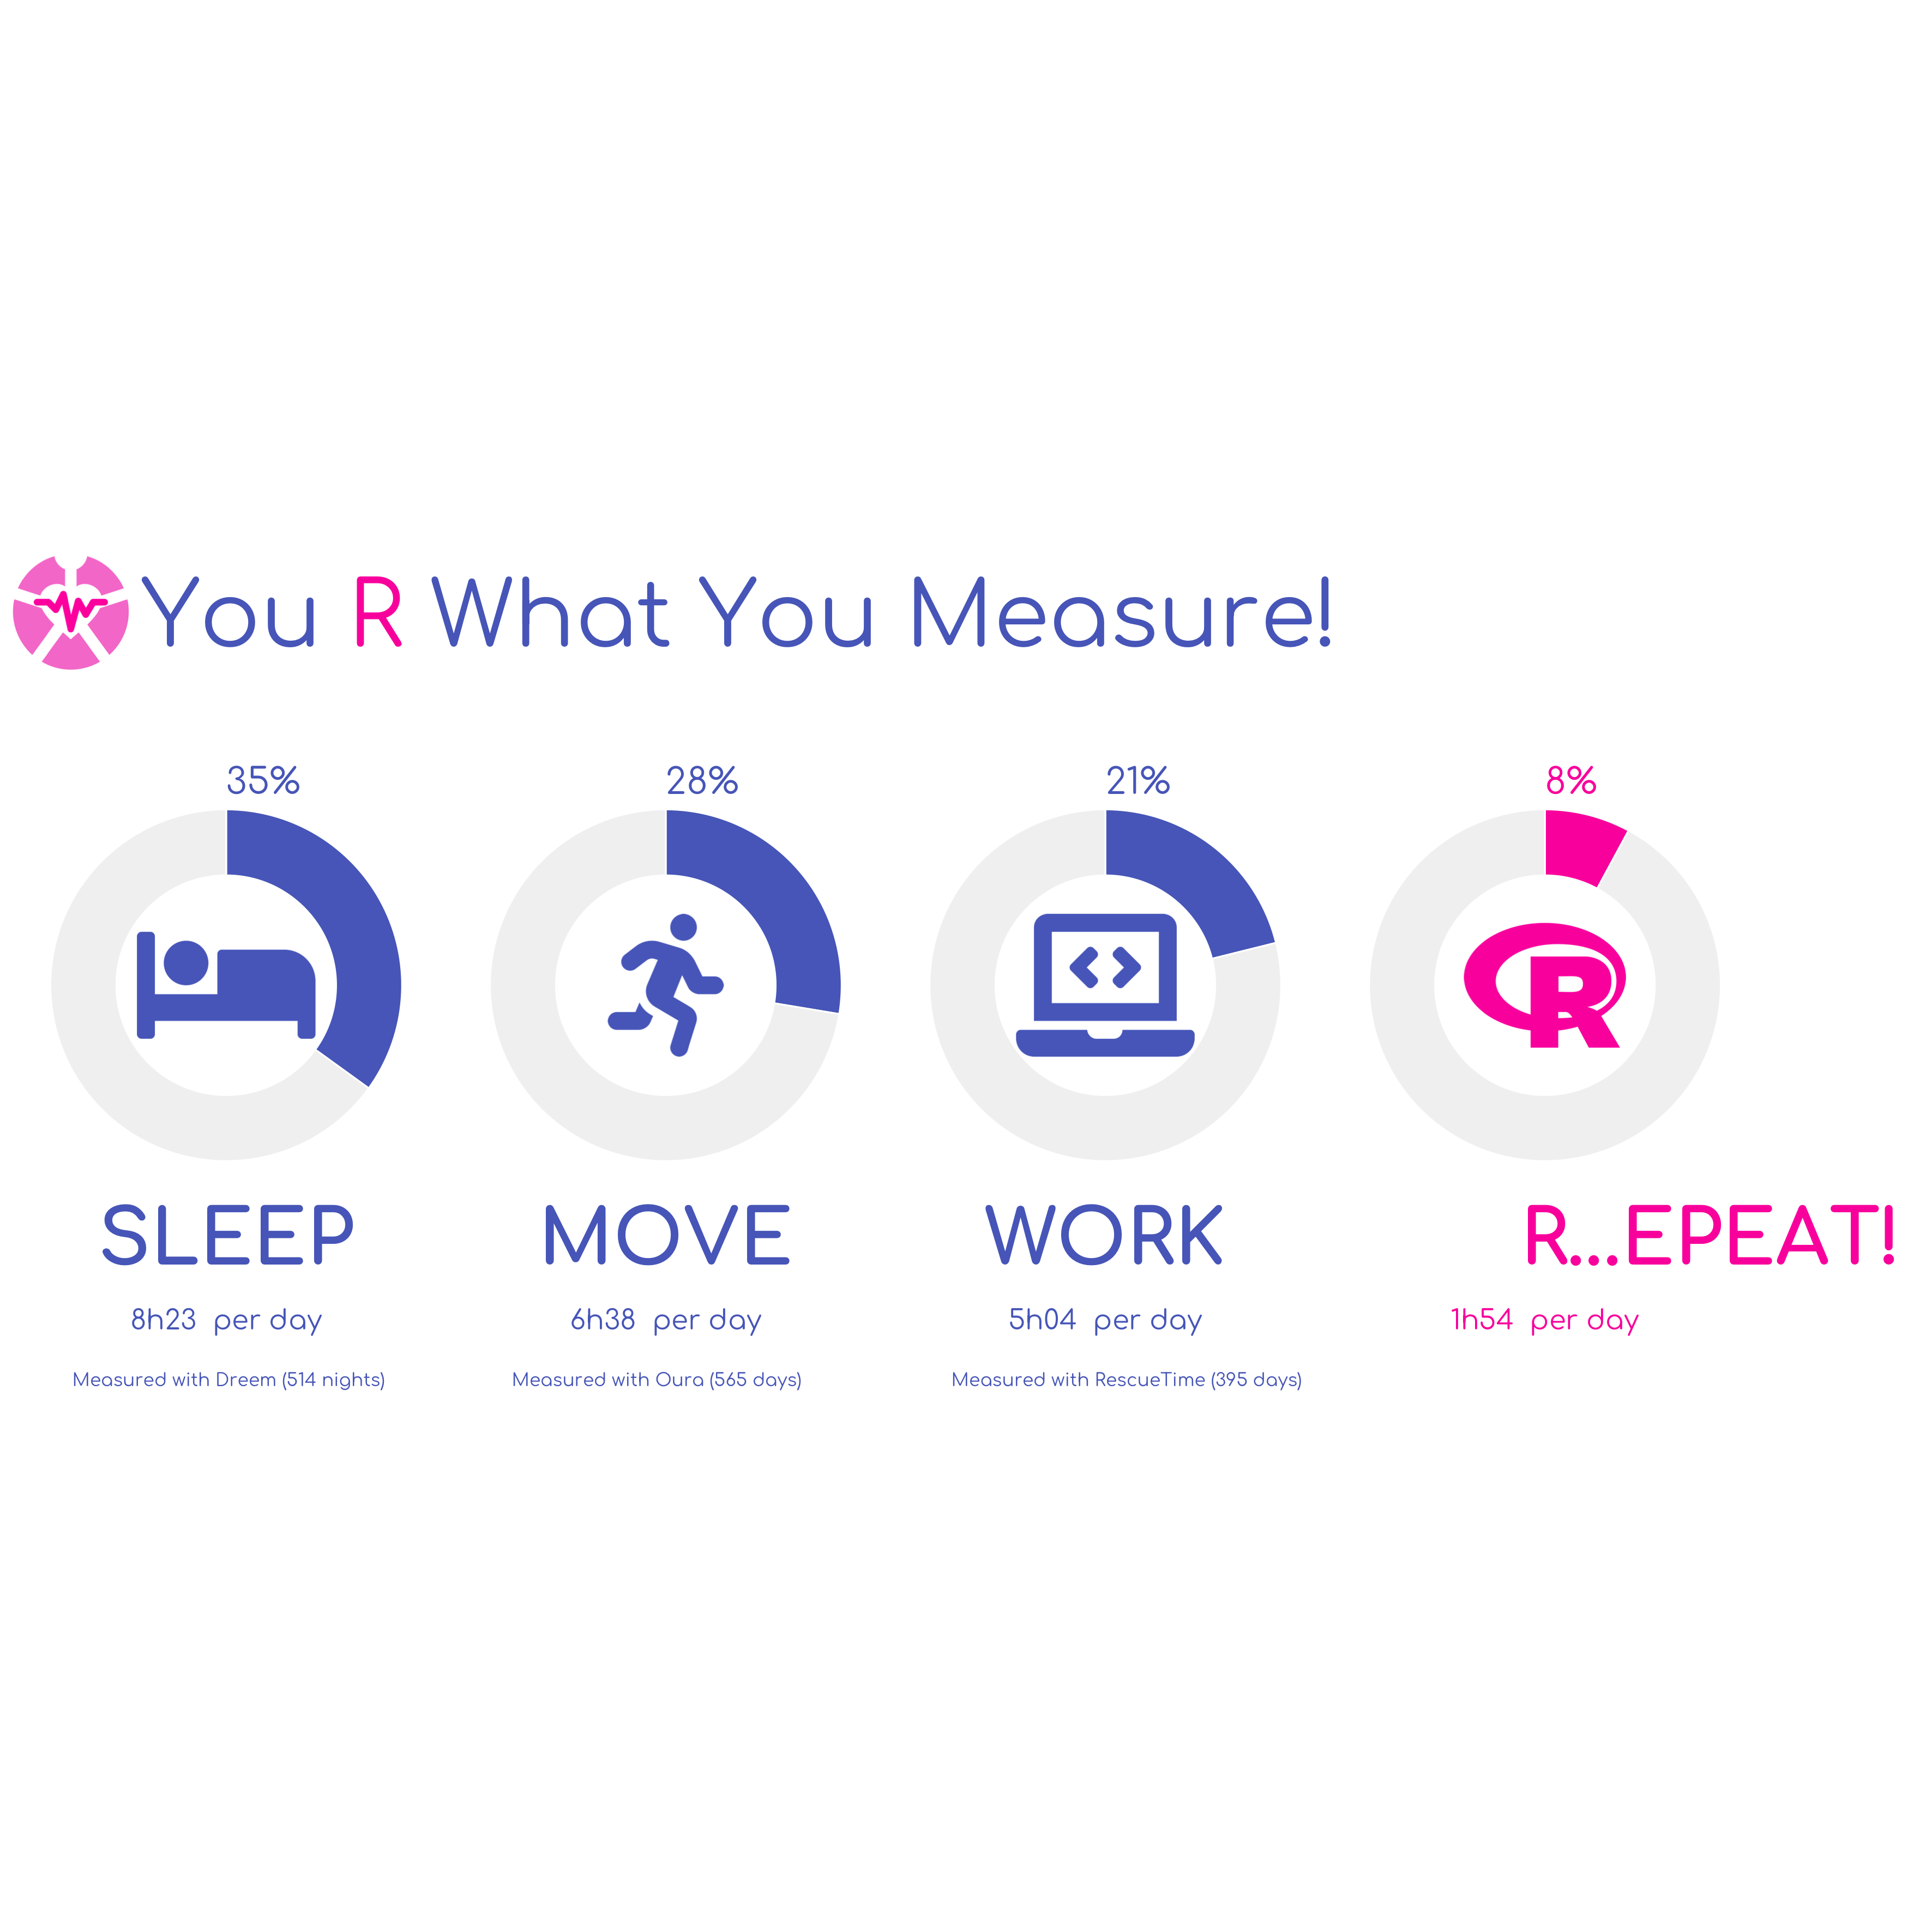 You R What You Measure!
35%
28%
21%
8%
R
SLEEP
MOVE
WORK
R...EPEAT!
8h23 per day
6h38 per day
5h04 per day
1h54 per day
Measured with Dreem (514 nights)
Measured with Oura (565 days)
Measured with RescueTime (395 days)